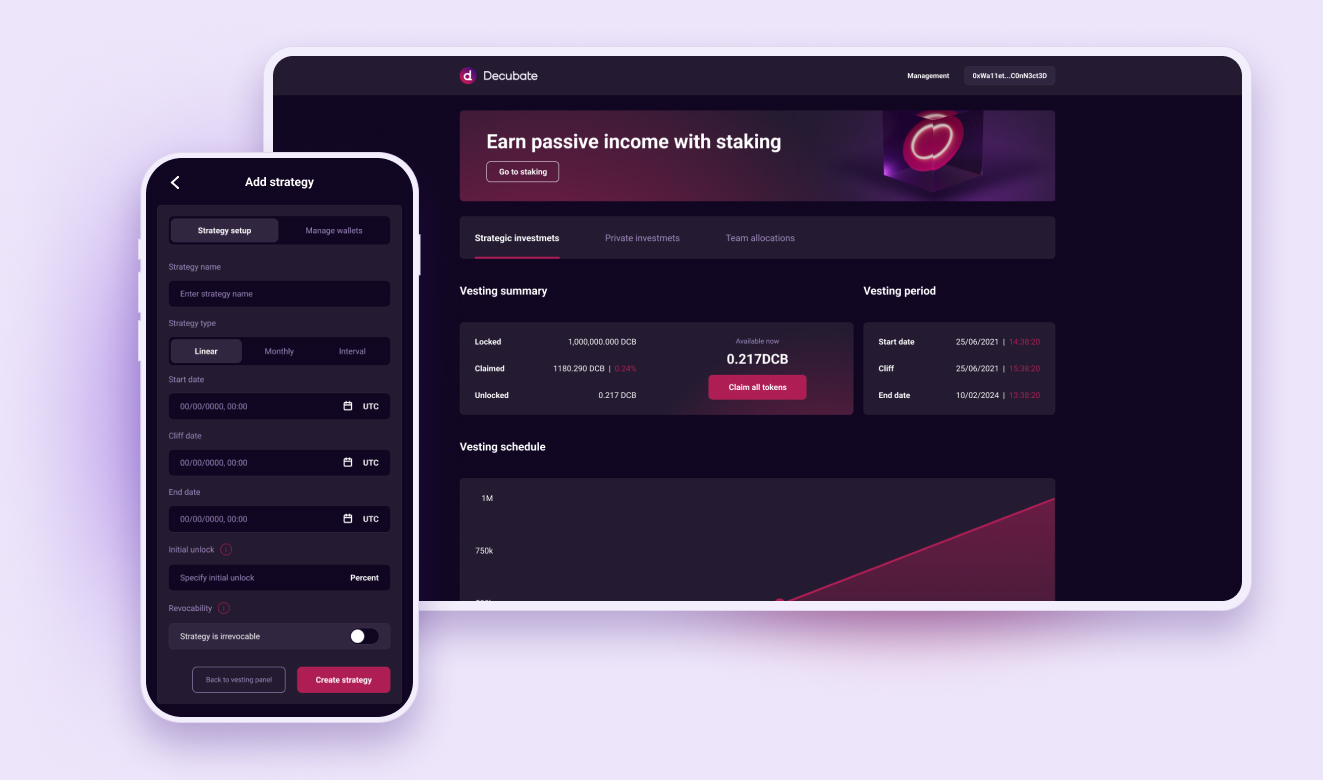 Decubate
Management
0xWa11et...C0nN3ct3D
Earn passive income with staking
Go to staking
Strategic investmets
Private investmets
Team allocations
Vesting summary
Locked 1,000,000.000 DCB
Claimed 1180.290 DCB | 0.24%
Unlocked 0.217 DCB
Available now
0.217DCB
Claim all tokens
Vesting period
Start date 25/06/2021 | 14:38:20
Cliff 25/06/2021 | 15:38:20
End date 10/02/2024 | 13:38:20
Vesting schedule
1M
750k
Add strategy
Strategy setup
Manage wallets
Strategy name
Enter strategy name
Strategy type
Linear
Monthly
Interval
Start date
00/00/0000, 00:00 UTC
Cliff date
00/00/0000, 00:00 UTC
End date
00/00/0000, 00:00 UTC
Initial unlock
Specify initial unlock Percent
Revocability
Strategy is irrevocable
Back to vesting panel
Create strategy